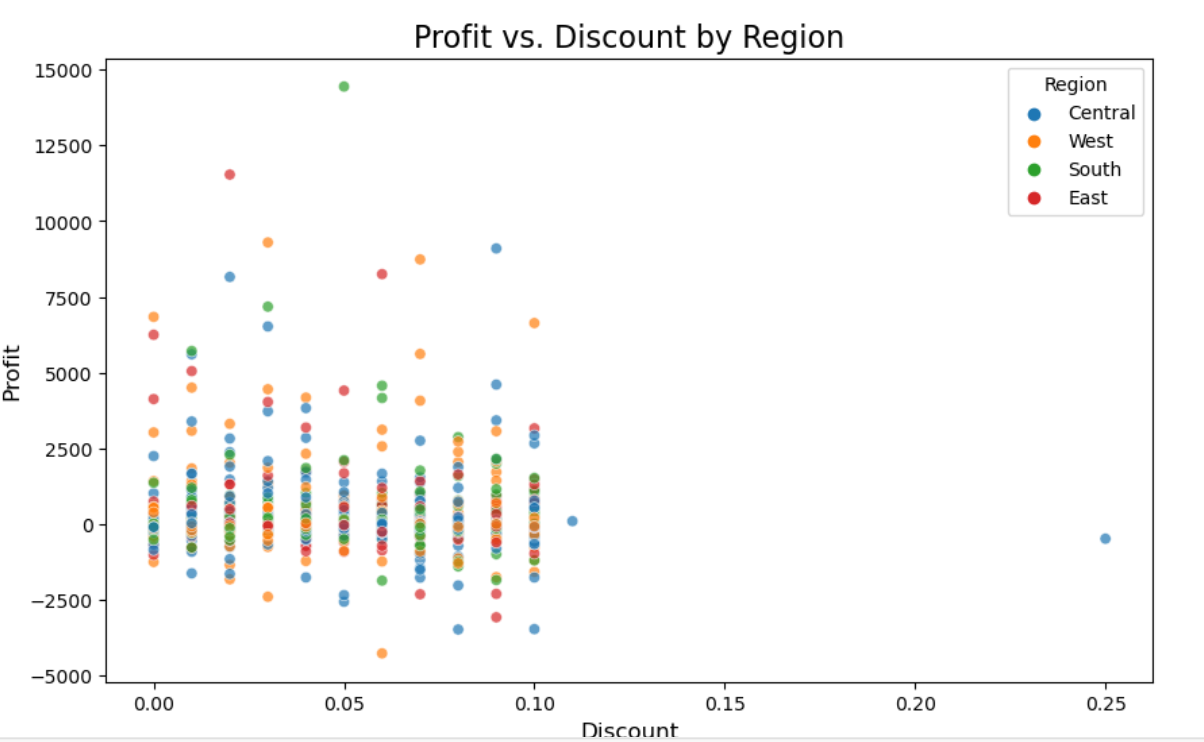 Profit vs. Discount by Region
15000
12500
10000
7500
5000
2500
0
−2500
−5000
Profit
Region
Central
West
South
East
0.00
0.05
0.10
0.15
0.20
0.25
Discount